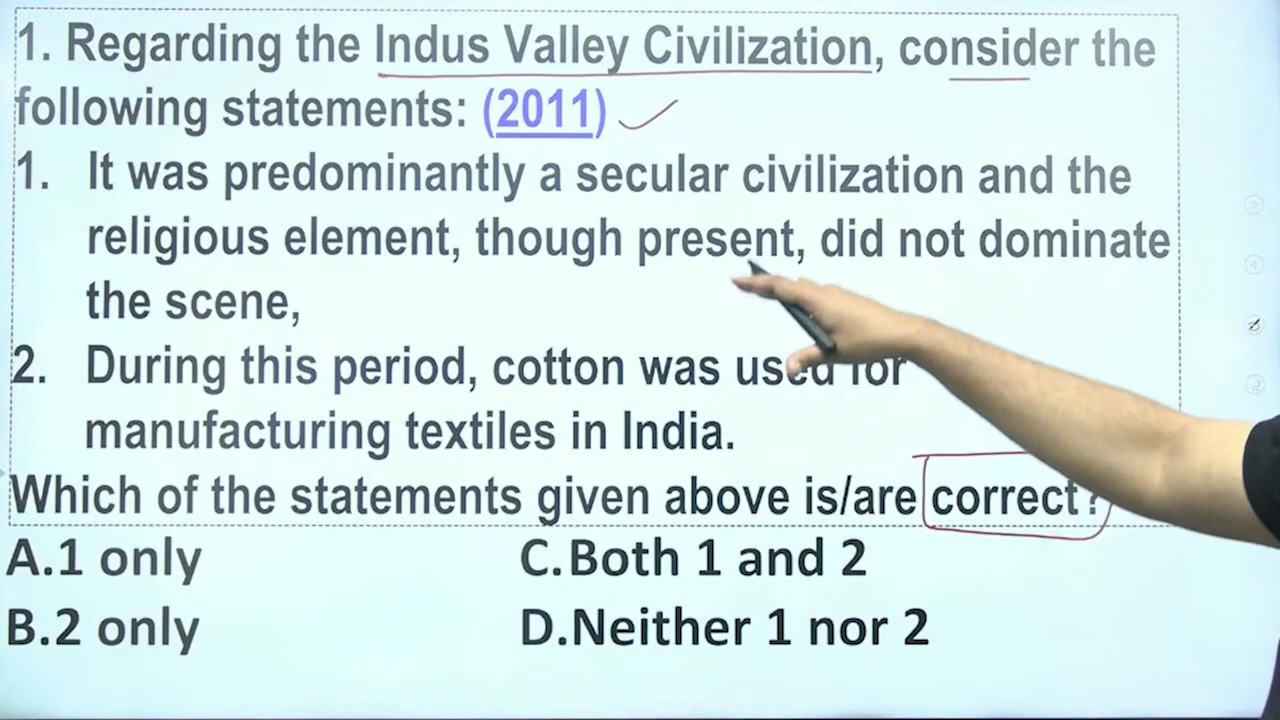 1. Regarding the Indus Valley Civilization, consider the
following statements: (2011)
1. It was predominantly a secular civilization and the
religious element, though present, did not dominate
the scene,
2. During this period, cotton was used for
manufacturing textiles in India.
Which of the statements given above is/are correct?
A.1 only
C.Both 1 and 2
B.2 only
D.Neither 1 nor 2